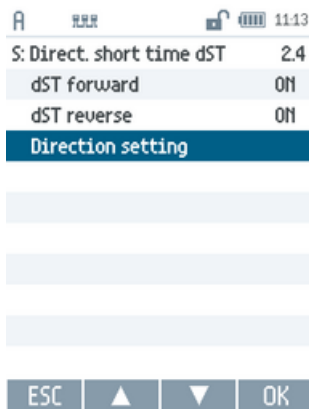 A 11:13
S: Direct. short time dST 2.4
dST forward ON
dST reverse ON
Direction setting
ESC OK